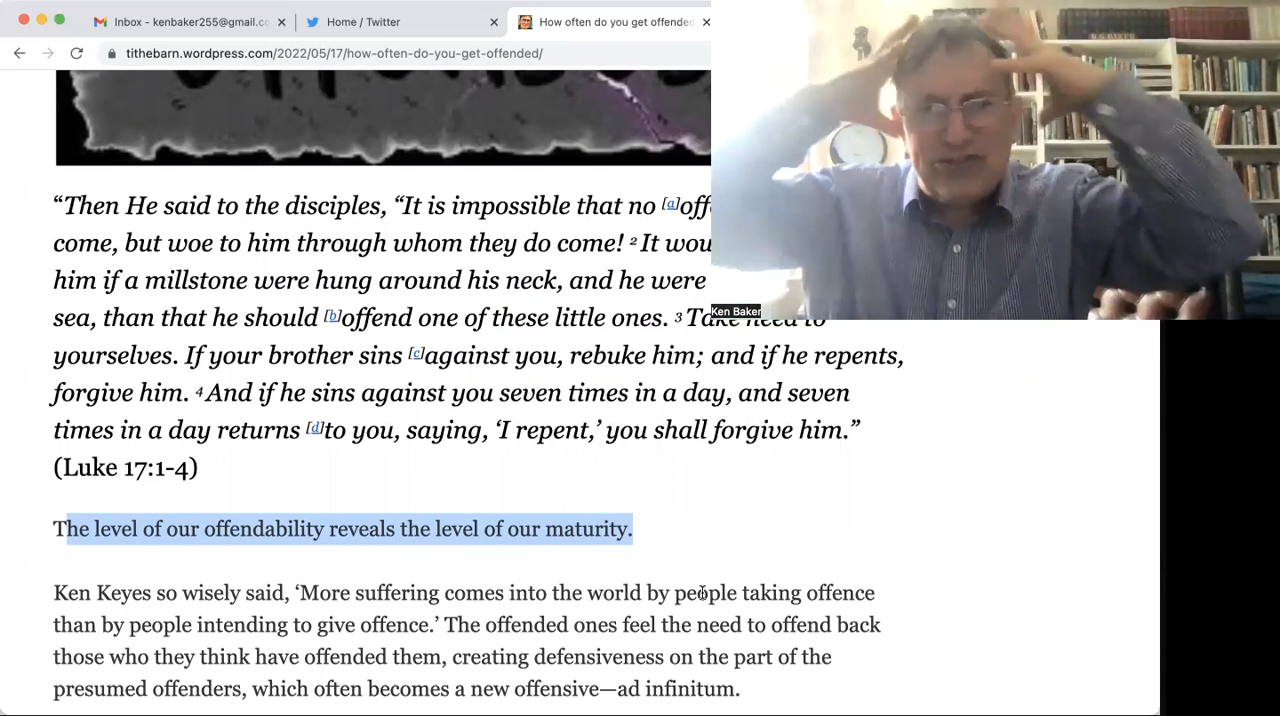 Inbox - kenbaker255@gmail.co
Home / Twitter
How often do you get offended
tithebarn.wordpress.com/2022/05/17/how-often-do-you-get-offended/
Ken Baker
“Then He said to the disciples, “It is impossible that no [a]off
come, but woe to him through whom they do come! 2 It wou
him if a millstone were hung around his neck, and he were
sea, than that he should [b]offend one of these little ones. 3 Take heed to
yourselves. If your brother sins [c]against you, rebuke him; and if he repents,
forgive him. 4 And if he sins against you seven times in a day, and seven
times in a day returns [d]to you, saying, ‘I repent,’ you shall forgive him.”
(Luke 17:1-4)
The level of our offendability reveals the level of our maturity.
Ken Keyes so wisely said, ‘More suffering comes into the world by people taking offence
than by people intending to give offence.’ The offended ones feel the need to offend back
those who they think have offended them, creating defensiveness on the part of the
presumed offenders, which often becomes a new offensive—ad infinitum.